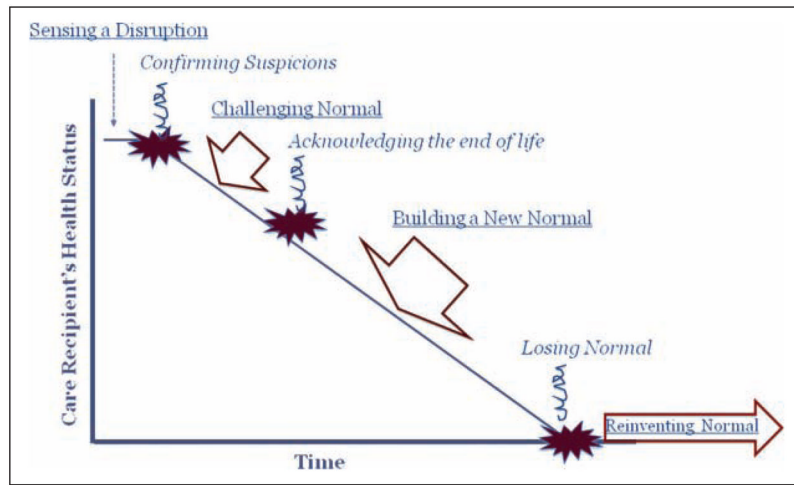 Sensing a Disruption
Confirming Suspicions
Challenging Normal
Acknowledging the end of life
Building a New Normal
Losing Normal
Reinventing Normal
Care Recipient's Health Status
Time